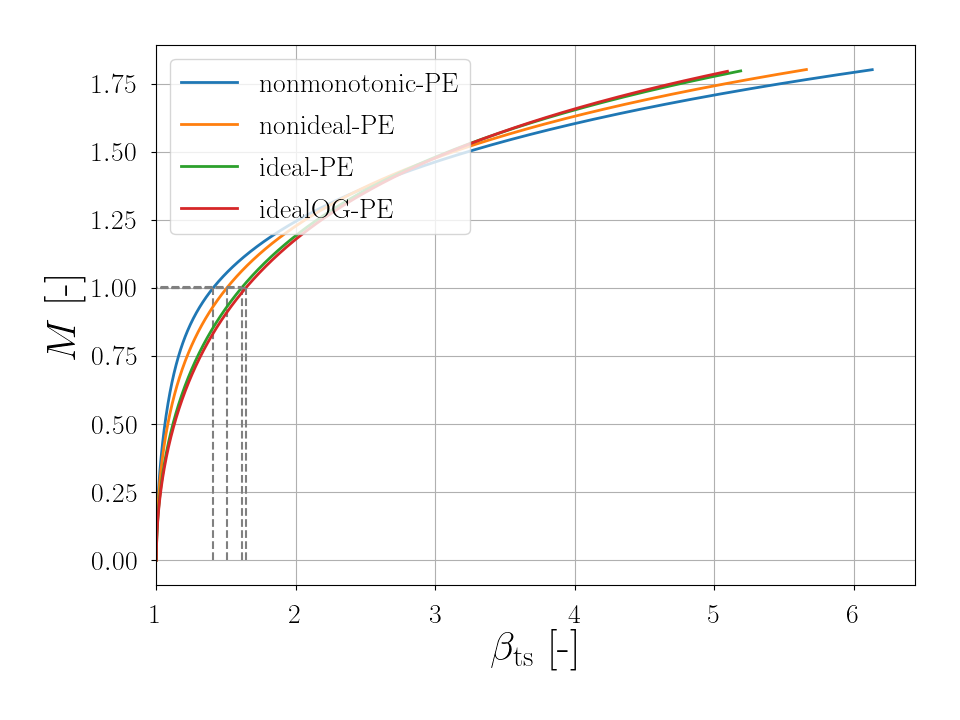 nonmonotonic-PE
nonideal-PE
ideal-PE
idealOG-PE
1.75
1.50
1.25
1.00
0.75
0.50
0.25
0.00
M [-]
1 2 3 4 5 6
β_ts [-]